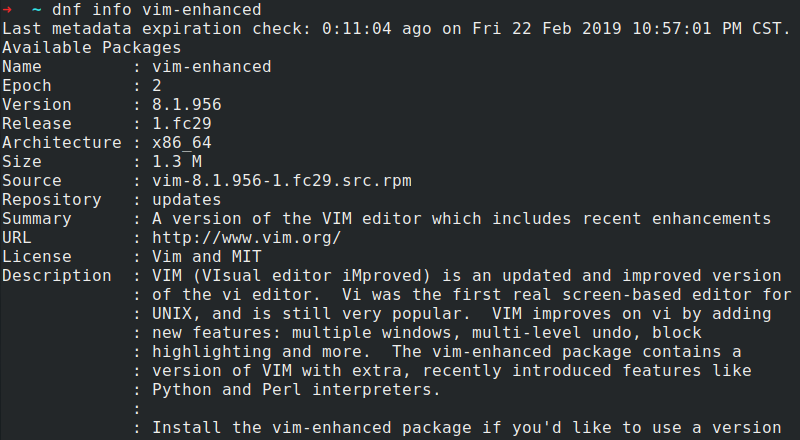 ➜  ~ dnf info vim-enhanced
Last metadata expiration check: 0:11:04 ago on Fri 22 Feb 2019 10:57:01 PM CST.
Available Packages
Name         : vim-enhanced
Epoch        : 2
Version      : 8.1.956
Release      : 1.fc29
Architecture : x86_64
Size         : 1.3 M
Source       : vim-8.1.956-1.fc29.src.rpm
Repository   : updates
Summary      : A version of the VIM editor which includes recent enhancements
URL          : http://www.vim.org/
License      : Vim and MIT
Description  : VIM (VIsual editor iMproved) is an updated and improved version
             : of the vi editor.  Vi was the first real screen-based editor for
             : UNIX, and is still very popular.  VIM improves on vi by adding
             : new features: multiple windows, multi-level undo, block
             : highlighting and more.  The vim-enhanced package contains a
             : version of VIM with extra, recently introduced features like
             : Python and Perl interpreters.
             :
             : Install the vim-enhanced package if you'd like to use a version